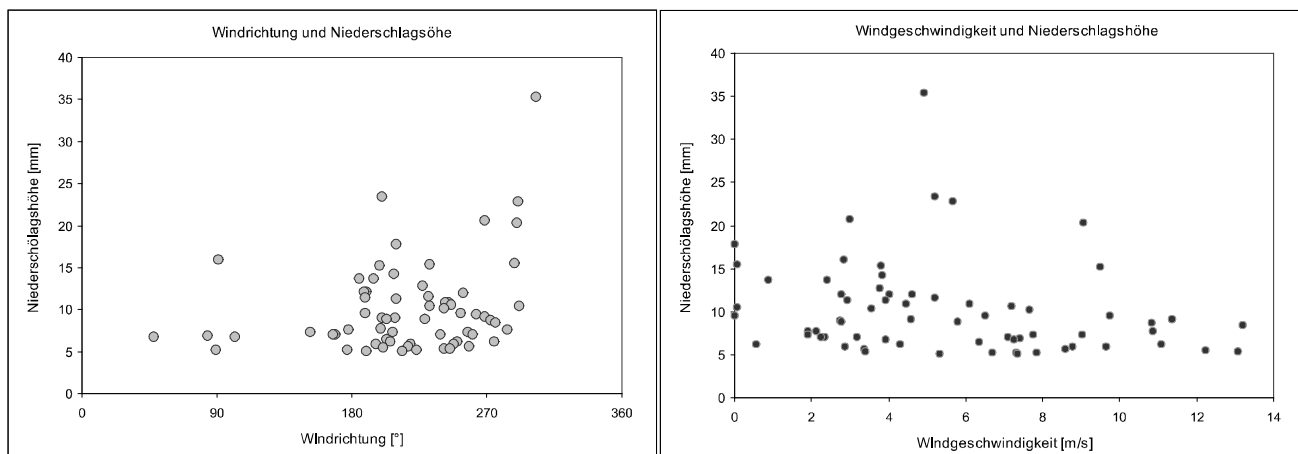 Windrichtung und Niederschlagsöhe
40
35
30
25
20
15
10
5
0
Niederschölagshöhe [mm]
0 90 180 270 360
WIndrichtung [°]
Windgeschwindigkeit und Niederschlagshöhe
40
35
30
25
20
15
10
5
0
Niederschölagshöhe [mm]
0 2 4 6 8 10 12 14
WIndgeschwindigkeit [m/s]